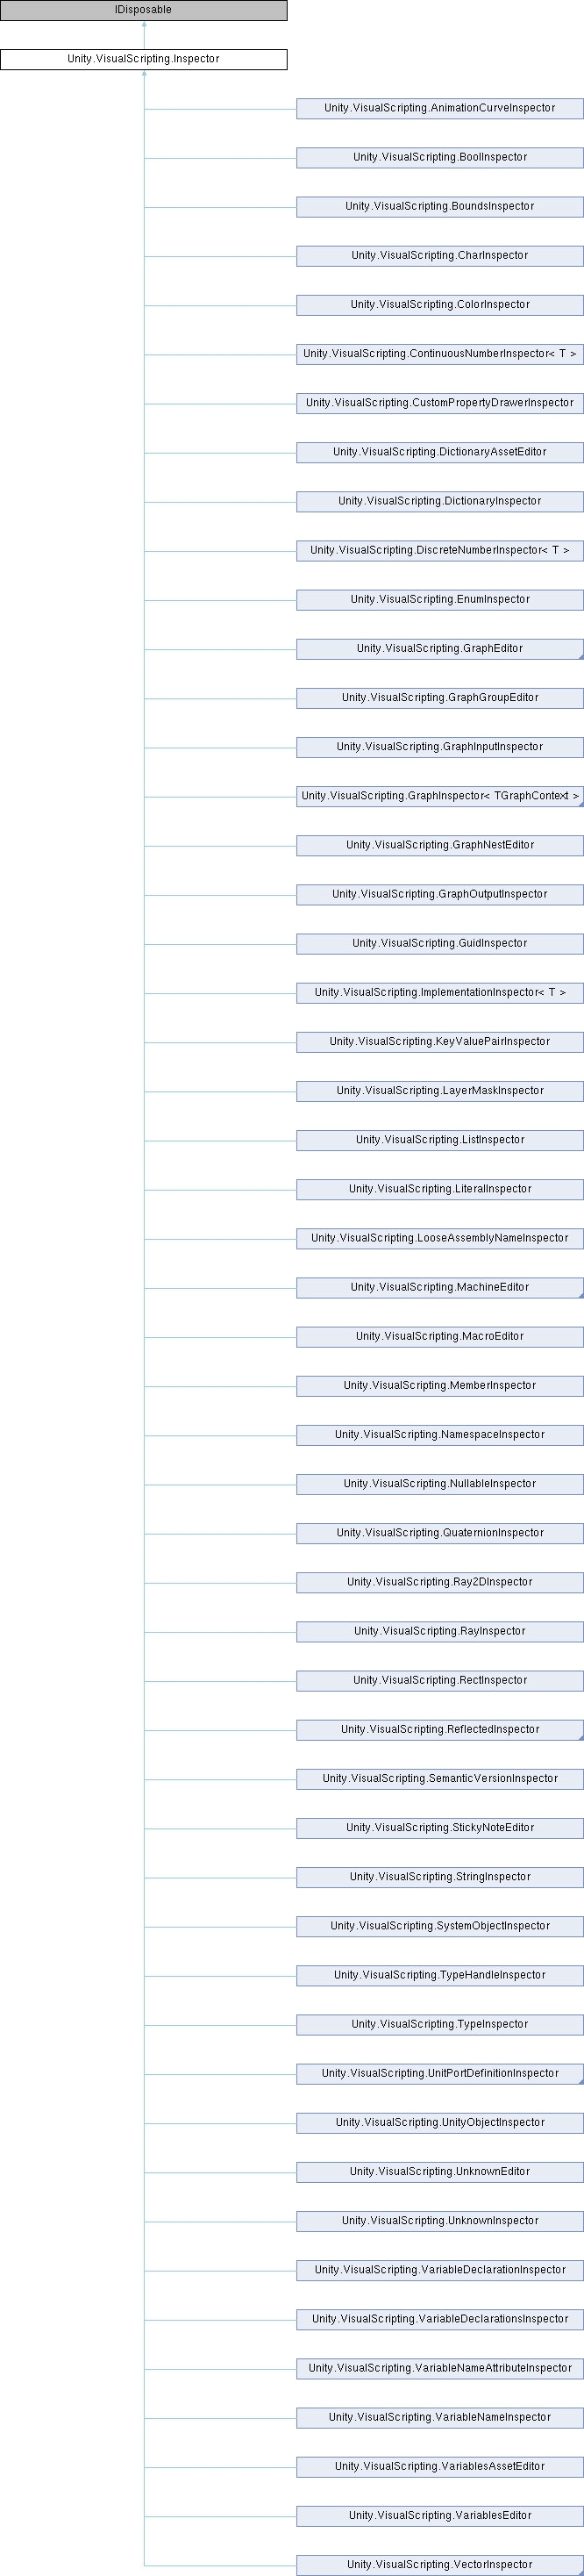 IDisposable
Unity.VisualScripting.Inspector
Unity.VisualScripting.AnimationCurveInspector
Unity.VisualScripting.BoolInspector
Unity.VisualScripting.BoundsInspector
Unity.VisualScripting.CharInspector
Unity.VisualScripting.ColorInspector
Unity.VisualScripting.ContinuousNumberInspector< T >
Unity.VisualScripting.CustomPropertyDrawerInspector
Unity.VisualScripting.DictionaryAssetEditor
Unity.VisualScripting.DictionaryInspector
Unity.VisualScripting.DiscreteNumberInspector< T >
Unity.VisualScripting.EnumInspector
Unity.VisualScripting.GraphEditor
Unity.VisualScripting.GraphGroupEditor
Unity.VisualScripting.GraphInputInspector
Unity.VisualScripting.GraphInspector< TGraphContext >
Unity.VisualScripting.GraphNestEditor
Unity.VisualScripting.GraphOutputInspector
Unity.VisualScripting.GuidInspector
Unity.VisualScripting.ImplementationInspector< T >
Unity.VisualScripting.KeyValuePairInspector
Unity.VisualScripting.LayerMaskInspector
Unity.VisualScripting.ListInspector
Unity.VisualScripting.LiteralInspector
Unity.VisualScripting.LooseAssemblyNameInspector
Unity.VisualScripting.MachineEditor
Unity.VisualScripting.MacroEditor
Unity.VisualScripting.MemberInspector
Unity.VisualScripting.NamespaceInspector
Unity.VisualScripting.NullableInspector
Unity.VisualScripting.QuaternionInspector
Unity.VisualScripting.Ray2DInspector
Unity.VisualScripting.RayInspector
Unity.VisualScripting.RectInspector
Unity.VisualScripting.ReflectedInspector
Unity.VisualScripting.SemanticVersionInspector
Unity.VisualScripting.StickyNoteEditor
Unity.VisualScripting.StringInspector
Unity.VisualScripting.SystemObjectInspector
Unity.VisualScripting.TypeHandleInspector
Unity.VisualScripting.TypeInspector
Unity.VisualScripting.UnitPortDefinitionInspector
Unity.VisualScripting.UnityObjectInspector
Unity.VisualScripting.UnknownEditor
Unity.VisualScripting.UnknownInspector
Unity.VisualScripting.VariableDeclarationInspector
Unity.VisualScripting.VariableDeclarationsInspector
Unity.VisualScripting.VariableNameAttributeInspector
Unity.VisualScripting.VariableNameInspector
Unity.VisualScripting.VariablesAssetEditor
Unity.VisualScripting.VariablesEditor
Unity.VisualScripting.VectorInspector